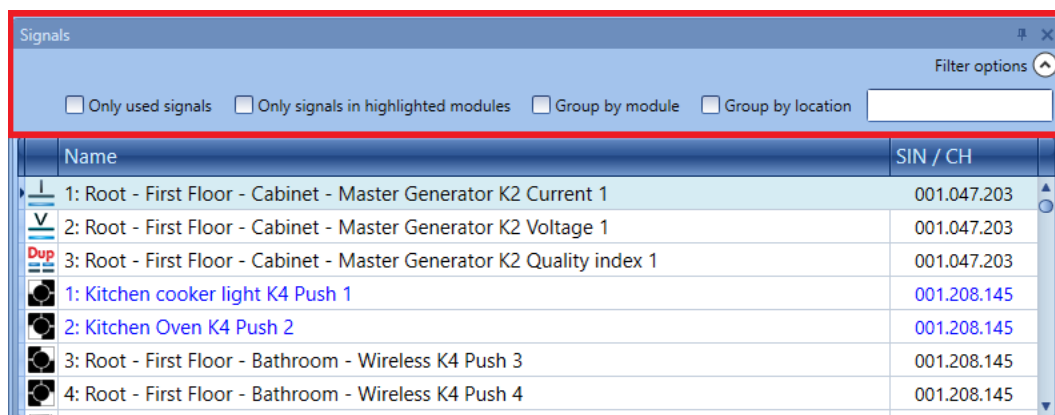 Signals
Filter options
Only used signals Only signals in highlighted modules Group by module Group by location
Name SIN / CH
I 1: Root - First Floor - Cabinet - Master Generator K2 Current 1 001.047.203
V 2: Root - First Floor - Cabinet - Master Generator K2 Voltage 1 001.047.203
Dup 3: Root - First Floor - Cabinet - Master Generator K2 Quality index 1 001.047.203
1: Kitchen cooker light K4 Push 1 001.208.145
2: Kitchen Oven K4 Push 2 001.208.145
3: Root - First Floor - Bathroom - Wireless K4 Push 3 001.208.145
4: Root - First Floor - Bathroom - Wireless K4 Push 4 001.208.145